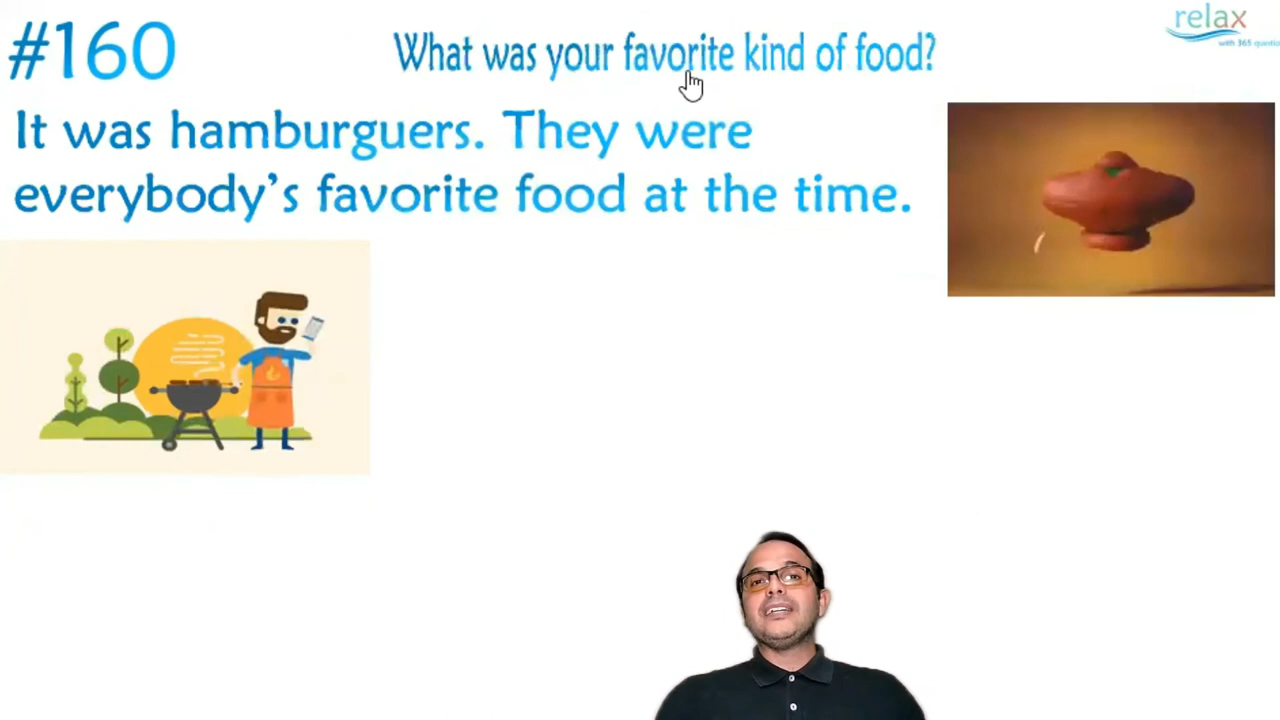 #160
What was your favorite kind of food?
relax
with 365 questio
It was hamburguers. They were
everybody’s favorite food at the time.